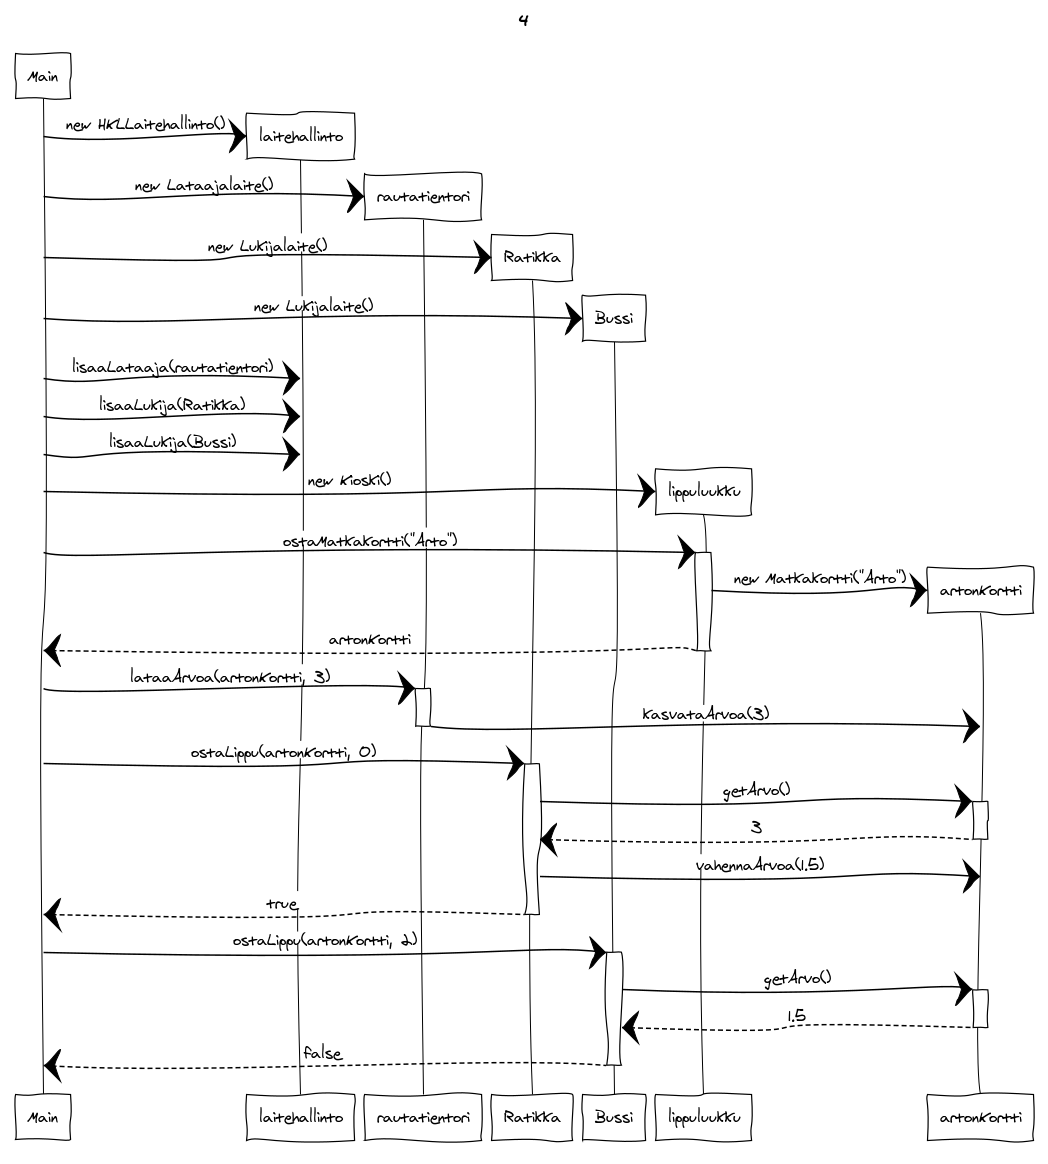 4
Main
new HKLLaitehallinto()
laitehallinto
new Lataajalaite()
rautatientori
new Lukijalaite()
Ratikka
new Lukijalaite()
Bussi
lisaaLataaja(rautatientori)
lisaaLukija(Ratikka)
lisaaLukija(Bussi)
new Kioski()
lippuluukku
ostaMatkakortti("Arto")
new Matkakortti("Arto")
artonKortti
artonKortti
lataaArvoa(artonKortti, 3)
kasvataArvoa(3)
ostaLippu(artonKortti, 0)
getArvo()
3
vahennaArvoa(1.5)
true
ostaLippu(artonKortti, 2)
getArvo()
1.5
false
Main laitehallinto rautatientori Ratikka Bussi lippuluukku artonKortti